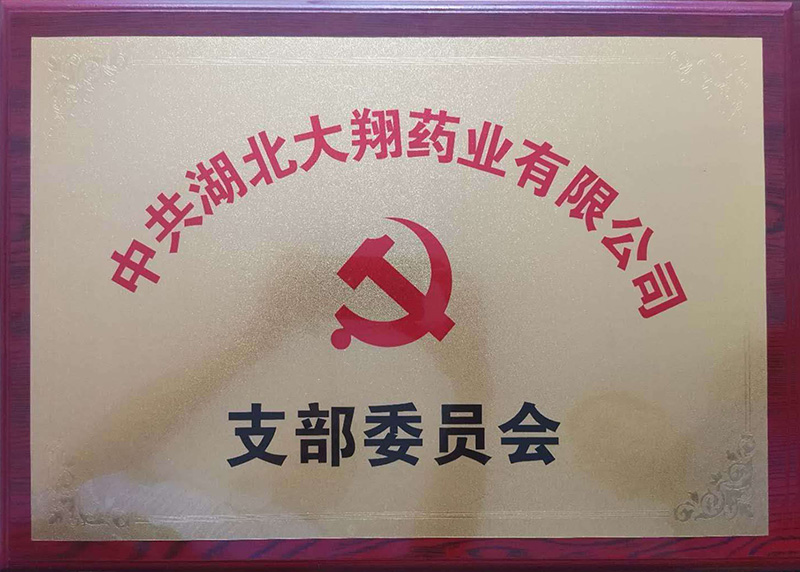 中共湖北大翔药业有限公司
支部委员会